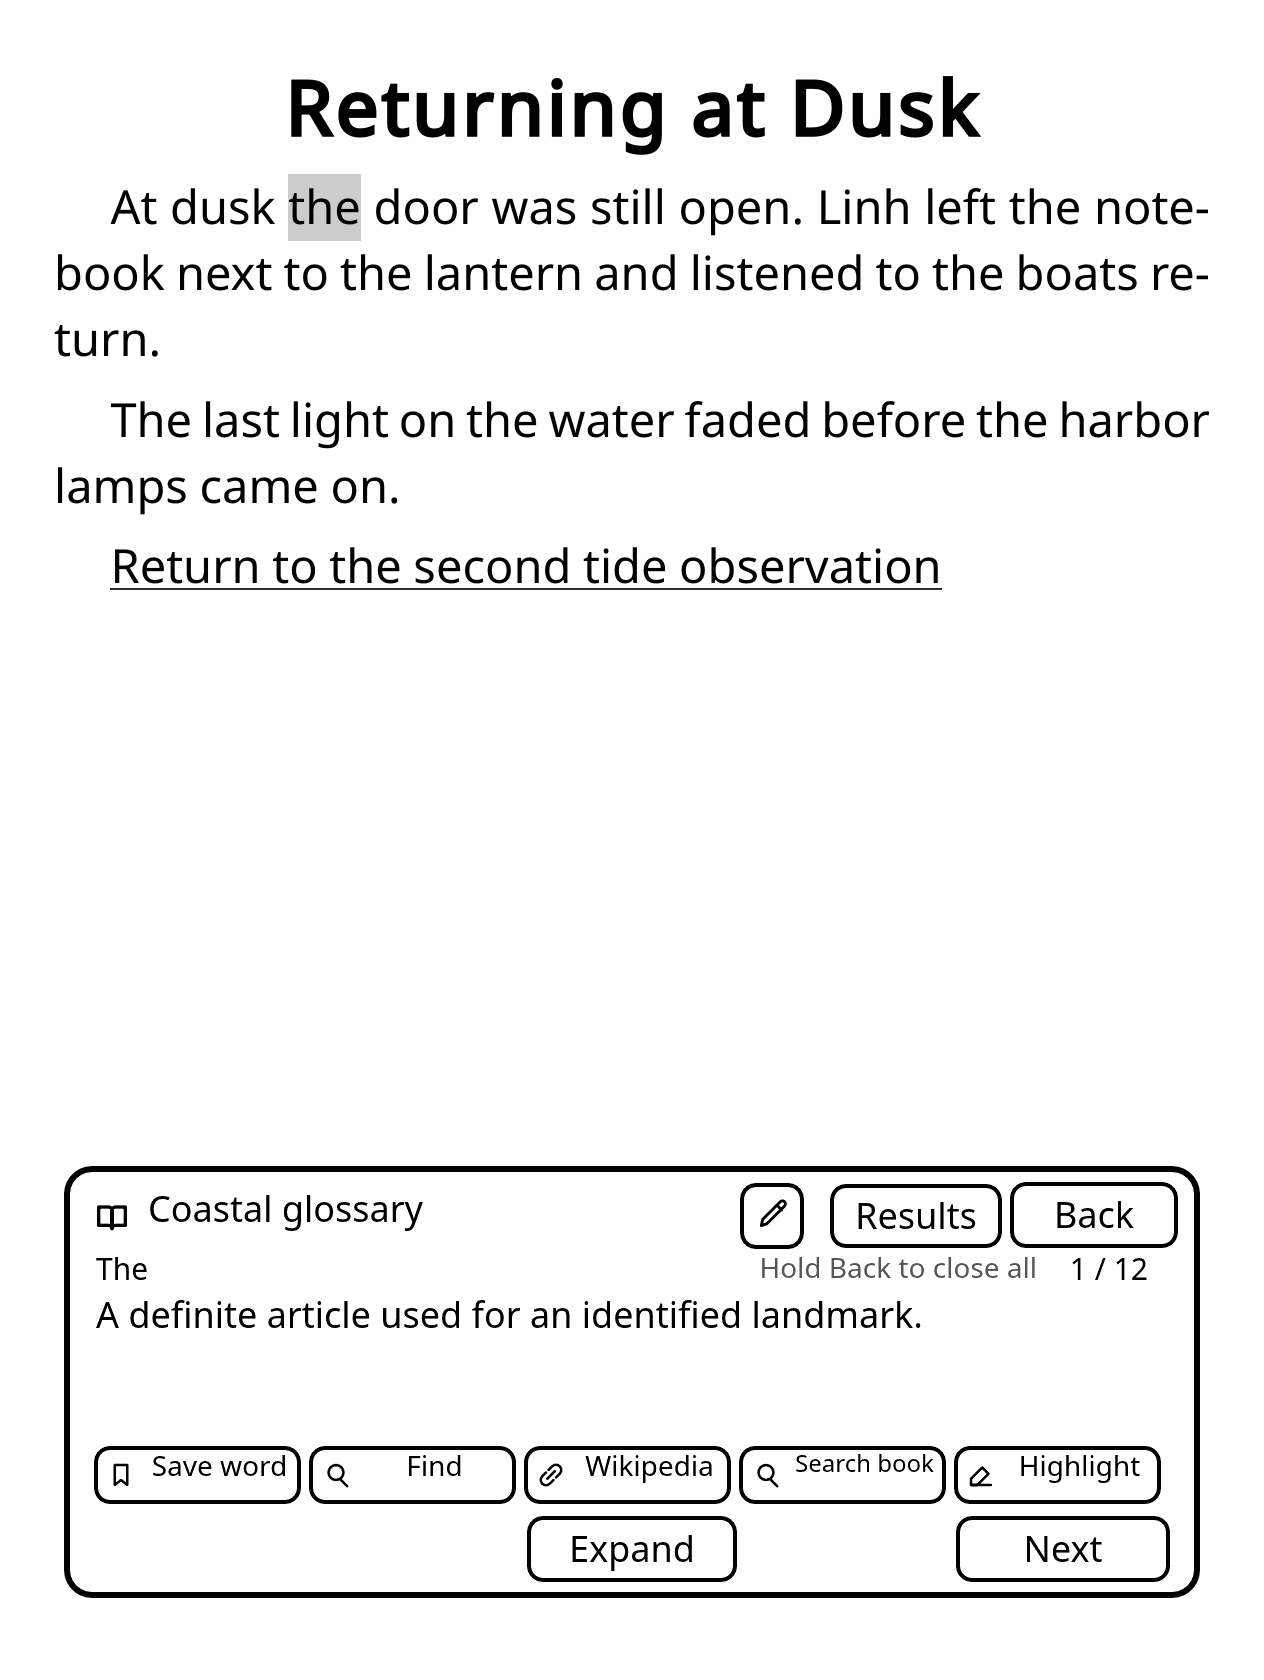 Returning at Dusk
At dusk the door was still open. Linh left the note-
book next to the lantern and listened to the boats re-
turn.
The last light on the water faded before the harbor
lamps came on.
Return to the second tide observation
Coastal glossary
Results
Back
The
Hold Back to close all
1 / 12
A definite article used for an identified landmark.
Save word
Find
Wikipedia
Search book
Highlight
Expand
Next